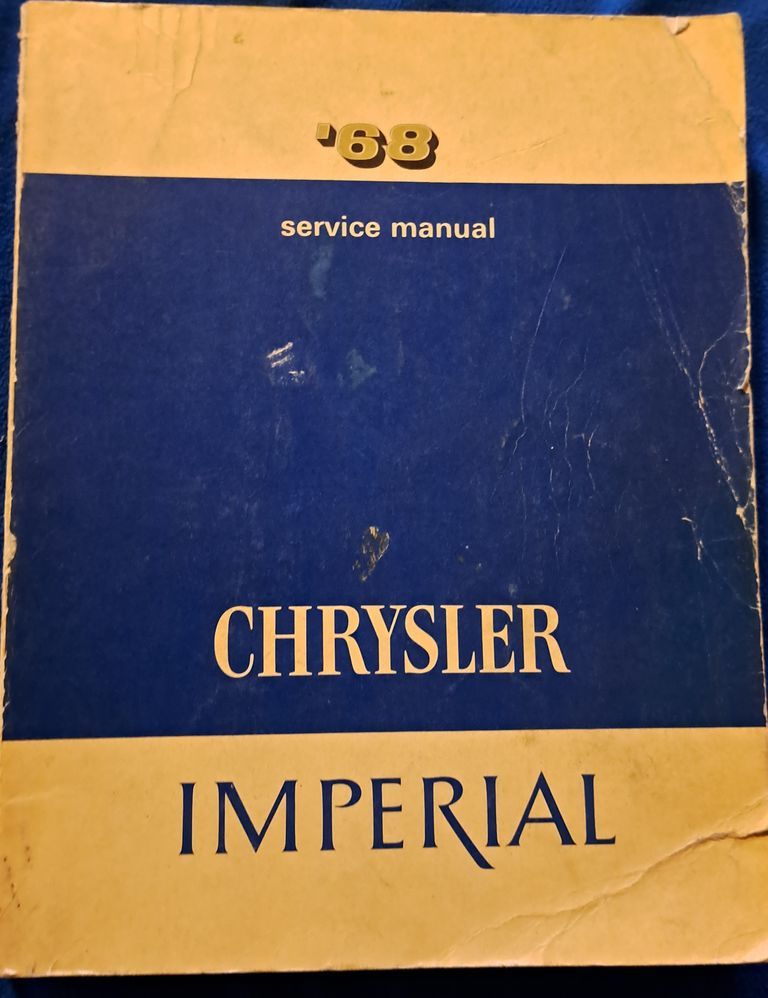 '68
service manual
CHRYSLER
IMPERIAL